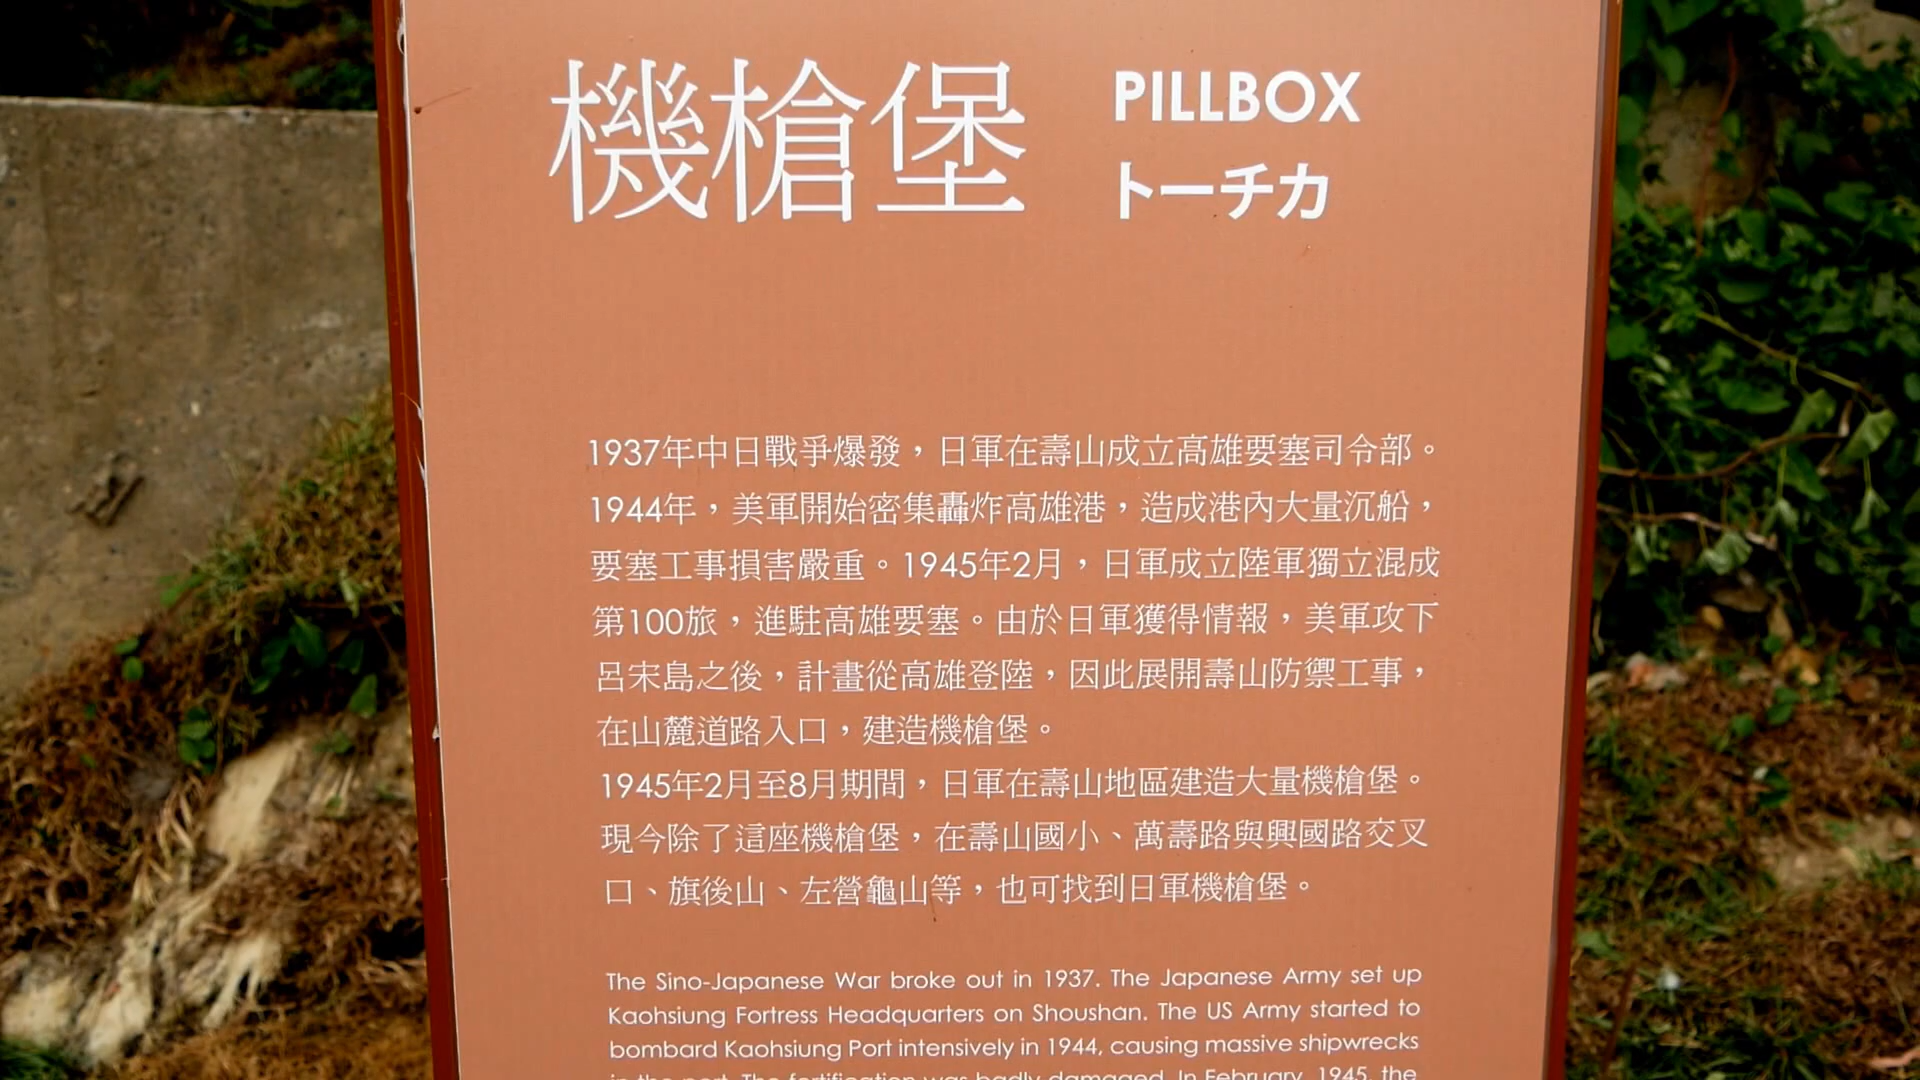 機槍堡
PILLBOX
トーチカ
1937年中日戰爭爆發，日軍在壽山成立高雄要塞司令部。
1944年，美軍開始密集轟炸高雄港，造成港內大量沉船，
要塞工事損害嚴重。1945年2月，日軍成立陸軍獨立混成
第100旅，進駐高雄要塞。由於日軍獲得情報，美軍攻下
呂宋島之後，計畫從高雄登陸，因此展開壽山防禦工事，
在山麓道路入口，建造機槍堡。
1945年2月至8月期間，日軍在壽山地區建造大量機槍堡。
現今除了這座機槍堡，在壽山國小、萬壽路與興國路交叉
口、旗後山、左營龜山等，也可找到日軍機槍堡。
The Sino-Japanese War broke out in 1937. The Japanese Army set up
Kaohsiung Fortress Headquarters on Shoushan. The US Army started to
bombard Kaohsiung Port intensively in 1944, causing massive shipwrecks
in the port. The fortification was badly damaged. In February, 1945, the